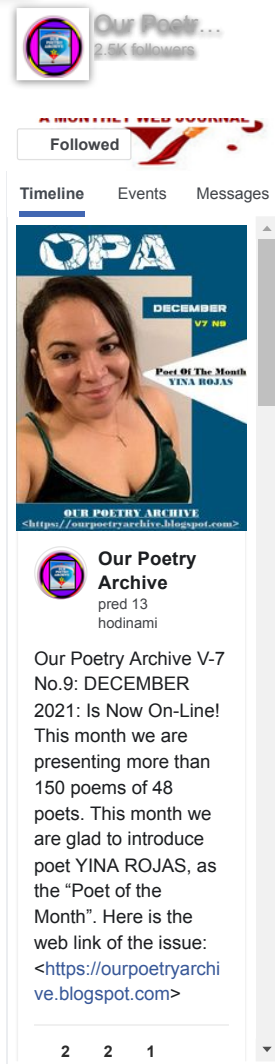 Our Poetr…
2.5K followers
A MONTHLY WEB JOURNAL
Followed
Timeline Events Messages
OPA
DECEMBER
V7 N9
Poet Of The Month
YINA ROJAS
OUR POETRY ARCHIVE
<https://ourpoetryarchive.blogspot.com>
Our Poetry
Archive
pred 13
hodinami
Our Poetry Archive V-7
No.9: DECEMBER
2021: Is Now On-Line!
This month we are
presenting more than
150 poems of 48
poets. This month we
are glad to introduce
poet YINA ROJAS, as
the “Poet of the
Month”. Here is the
web link of the issue:
<https://ourpoetryarchi
ve.blogspot.com>
2 2 1